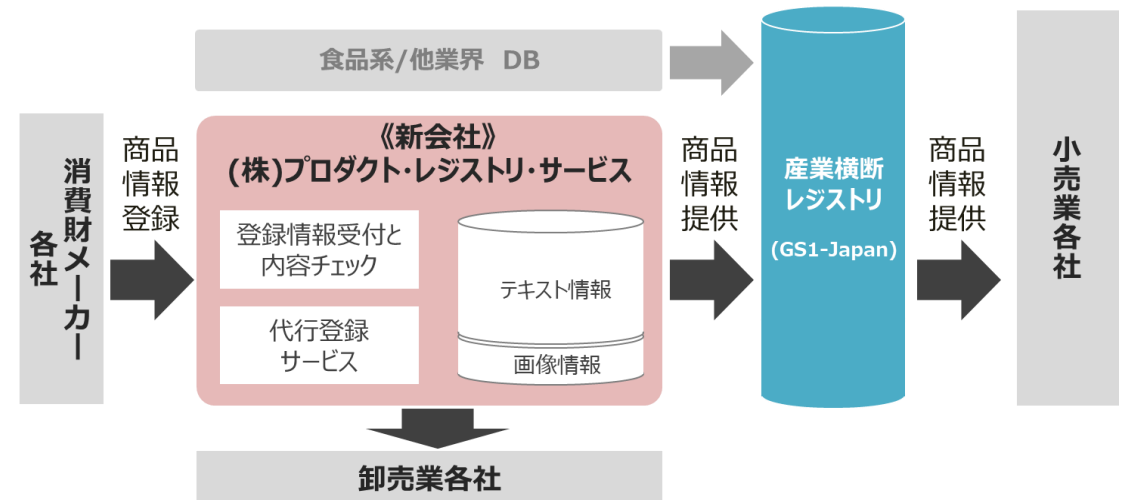 食品系/他業界 DB
消費財メーカー
各社
商品
情報
登録
《新会社》
(株)プロダクト・レジストリ・サービス
登録情報受付と
内容チェック
代行登録
サービス
テキスト情報
画像情報
卸売業各社
商品
情報
提供
産業横断
レジストリ
(GS1-Japan)
商品
情報
提供
小売業各社